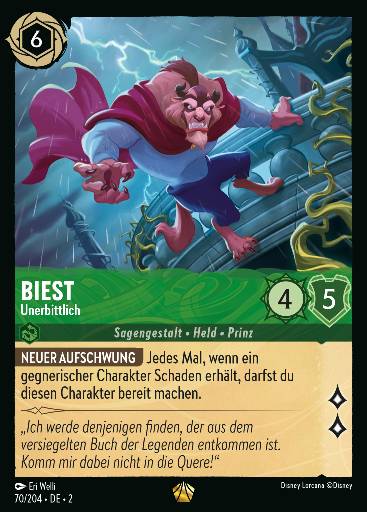 6
BIEST
Unerbittlich
4
5
Sagengestalt • Held • Prinz
NEUER AUFSCHWUNG Jedes Mal, wenn ein
gegnerischer Charakter Schaden erhält, darfst du
diesen Charakter bereit machen.
„Ich werde denjenigen finden, der aus dem
versiegelten Buch der Legenden entkommen ist.
Komm mir dabei nicht in die Quere!“
Eri Welli
Disney Lorcana ©Disney
70/204 • DE • 2